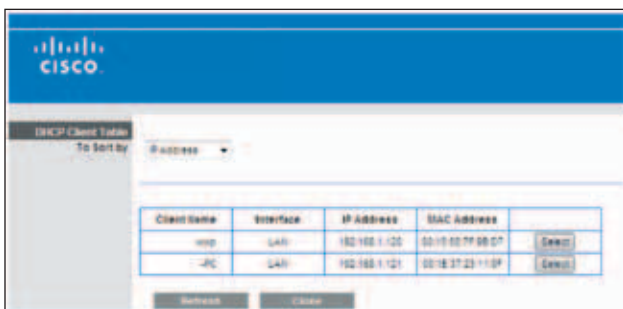 CISCO
DHCP Client Table
To Sort by
IP Address
Client Name Interface IP Address MAC Address
LAN 192.168.1.120 Select
-PC LAN 192.168.1.121 Select
Refresh Close